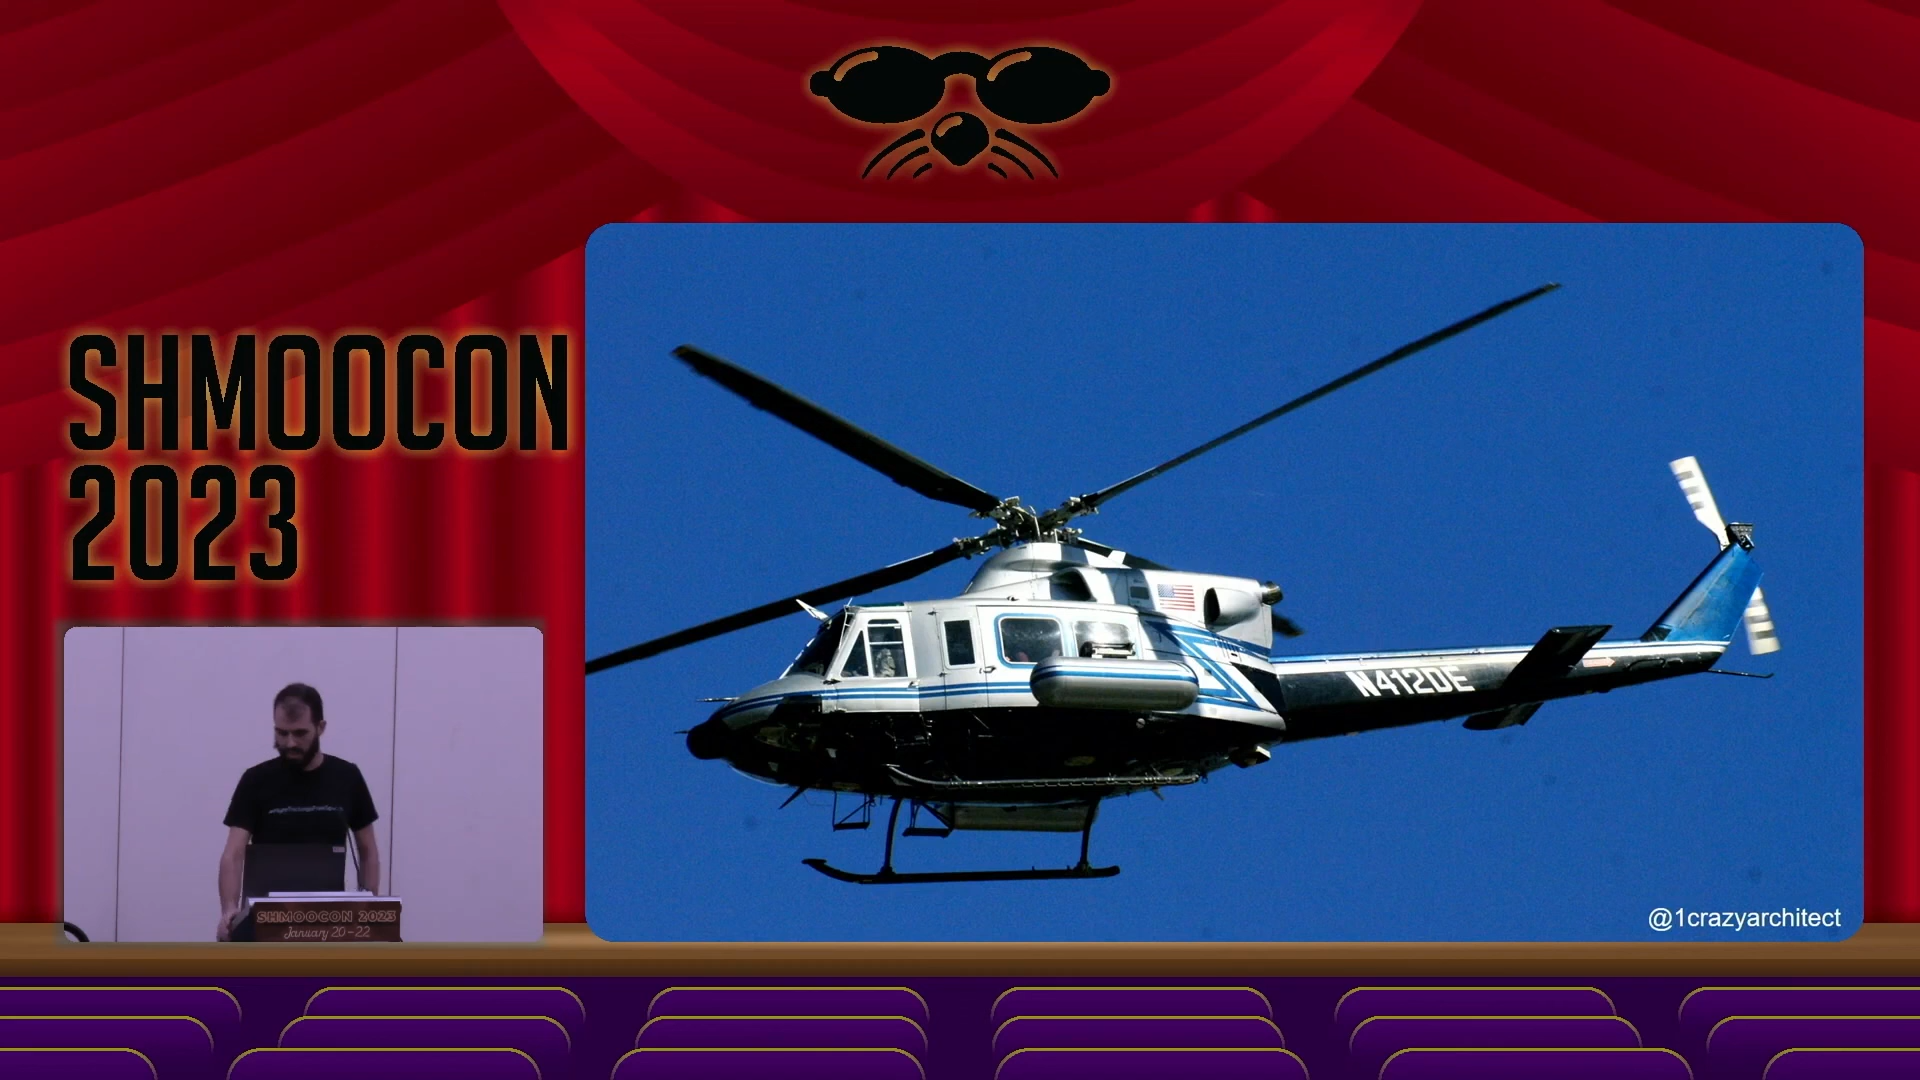 SHMOOCON
2023
N412DE
@1crazyarchitect
SHMOOCON 2023
January 20-22